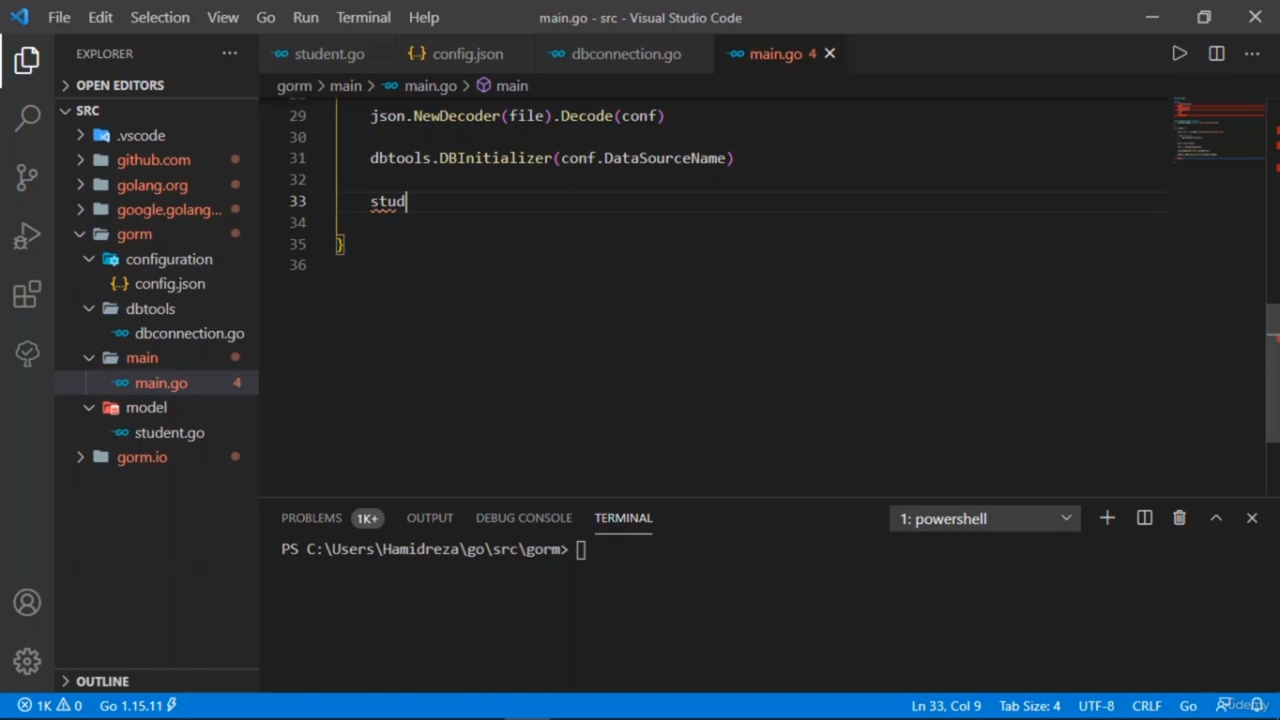 File Edit Selection View Go Run Terminal Help main.go - src - Visual Studio Code
EXPLORER
student.go {} config.json dbconnection.go main.go 4
OPEN EDITORS
gorm > main > main.go > main
SRC
.vscode
github.com
golang.org
google.golang...
gorm
configuration
{} config.json
dbtools
dbconnection.go
main
main.go 4
model
student.go
gorm.io
29 json.NewDecoder(file).Decode(conf)
30
31 dbtools.DBInitializer(conf.DataSourceName)
32
33 stud
34
35 }
36
PROBLEMS 1K+ OUTPUT DEBUG CONSOLE TERMINAL 1: powershell
PS C:\Users\Hamidreza\go\src\gorm>
OUTLINE
1K 0 Go 1.15.11 Ln 33, Col 9 Tab Size: 4 UTF-8 CRLF Go